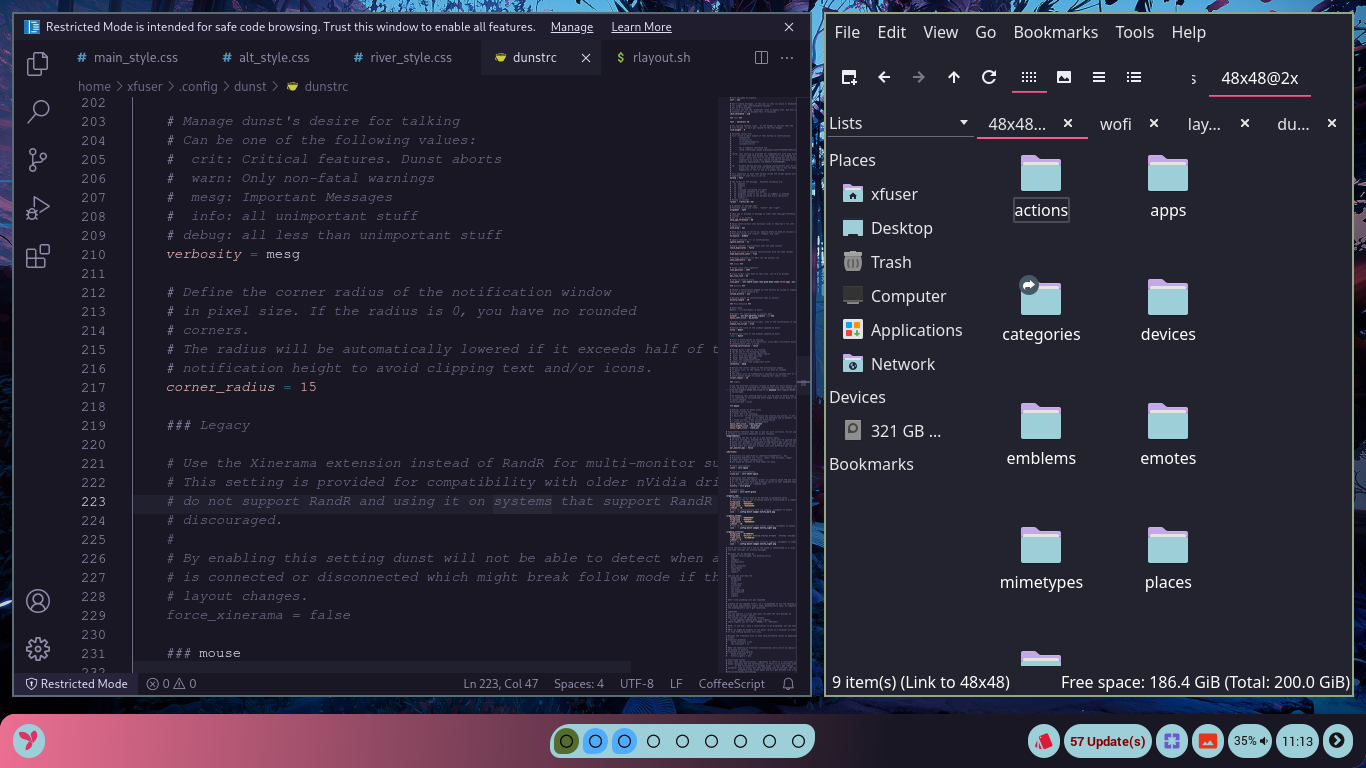 Restricted Mode is intended for safe code browsing. Trust this window to enable all features. Manage Learn More
main_style.css alt_style.css river_style.css dunstrc rlayout.sh
home > xfuser > .config > dunst > dunstrc
202
203 # Manage dunst's desire for talking
204 # Can be one of the following values:
205 #  crit: Critical features. Dunst aborts
206 #  warn: Only non-fatal warnings
207 #  mesg: Important Messages
208 #  info: all unimportant stuff
209 # debug: all less than unimportant stuff
210 verbosity = mesg
211
212 # Define the corner radius of the notification window
213 # in pixel size. If the radius is 0, you have no rounded
214 # corners.
215 # The radius will be automatically lowered if it exceeds half of t
216 # notification height to avoid clipping text and/or icons.
217 corner_radius = 15
218
219 ### Legacy
220
221 # Use the Xinerama extension instead of RandR for multi-monitor su
222 # This setting is provided for compatibility with older nVidia dri
223 # do not support RandR and using it on systems that support RandR
224 # discouraged.
225 #
226 # By enabling this setting dunst will not be able to detect when a
227 # is connected or disconnected which might break follow mode if th
228 # layout changes.
229 force_xinerama = false
230
231 ### mouse
232
Restricted Mode 0 0 Ln 223, Col 47 Spaces: 4 UTF-8 LF CoffeeScript
File Edit View Go Bookmarks Tools Help
s 48x48@2x
Lists 48x48... wofi lay... du...
Places
xfuser
Desktop
Trash
Computer
Applications
Network
Devices
321 GB ...
Bookmarks
actions apps
categories devices
emblems emotes
mimetypes places
9 item(s) (Link to 48x48) Free space: 186.4 GiB (Total: 200.0 GiB)
57 Update(s) 35% 11:13